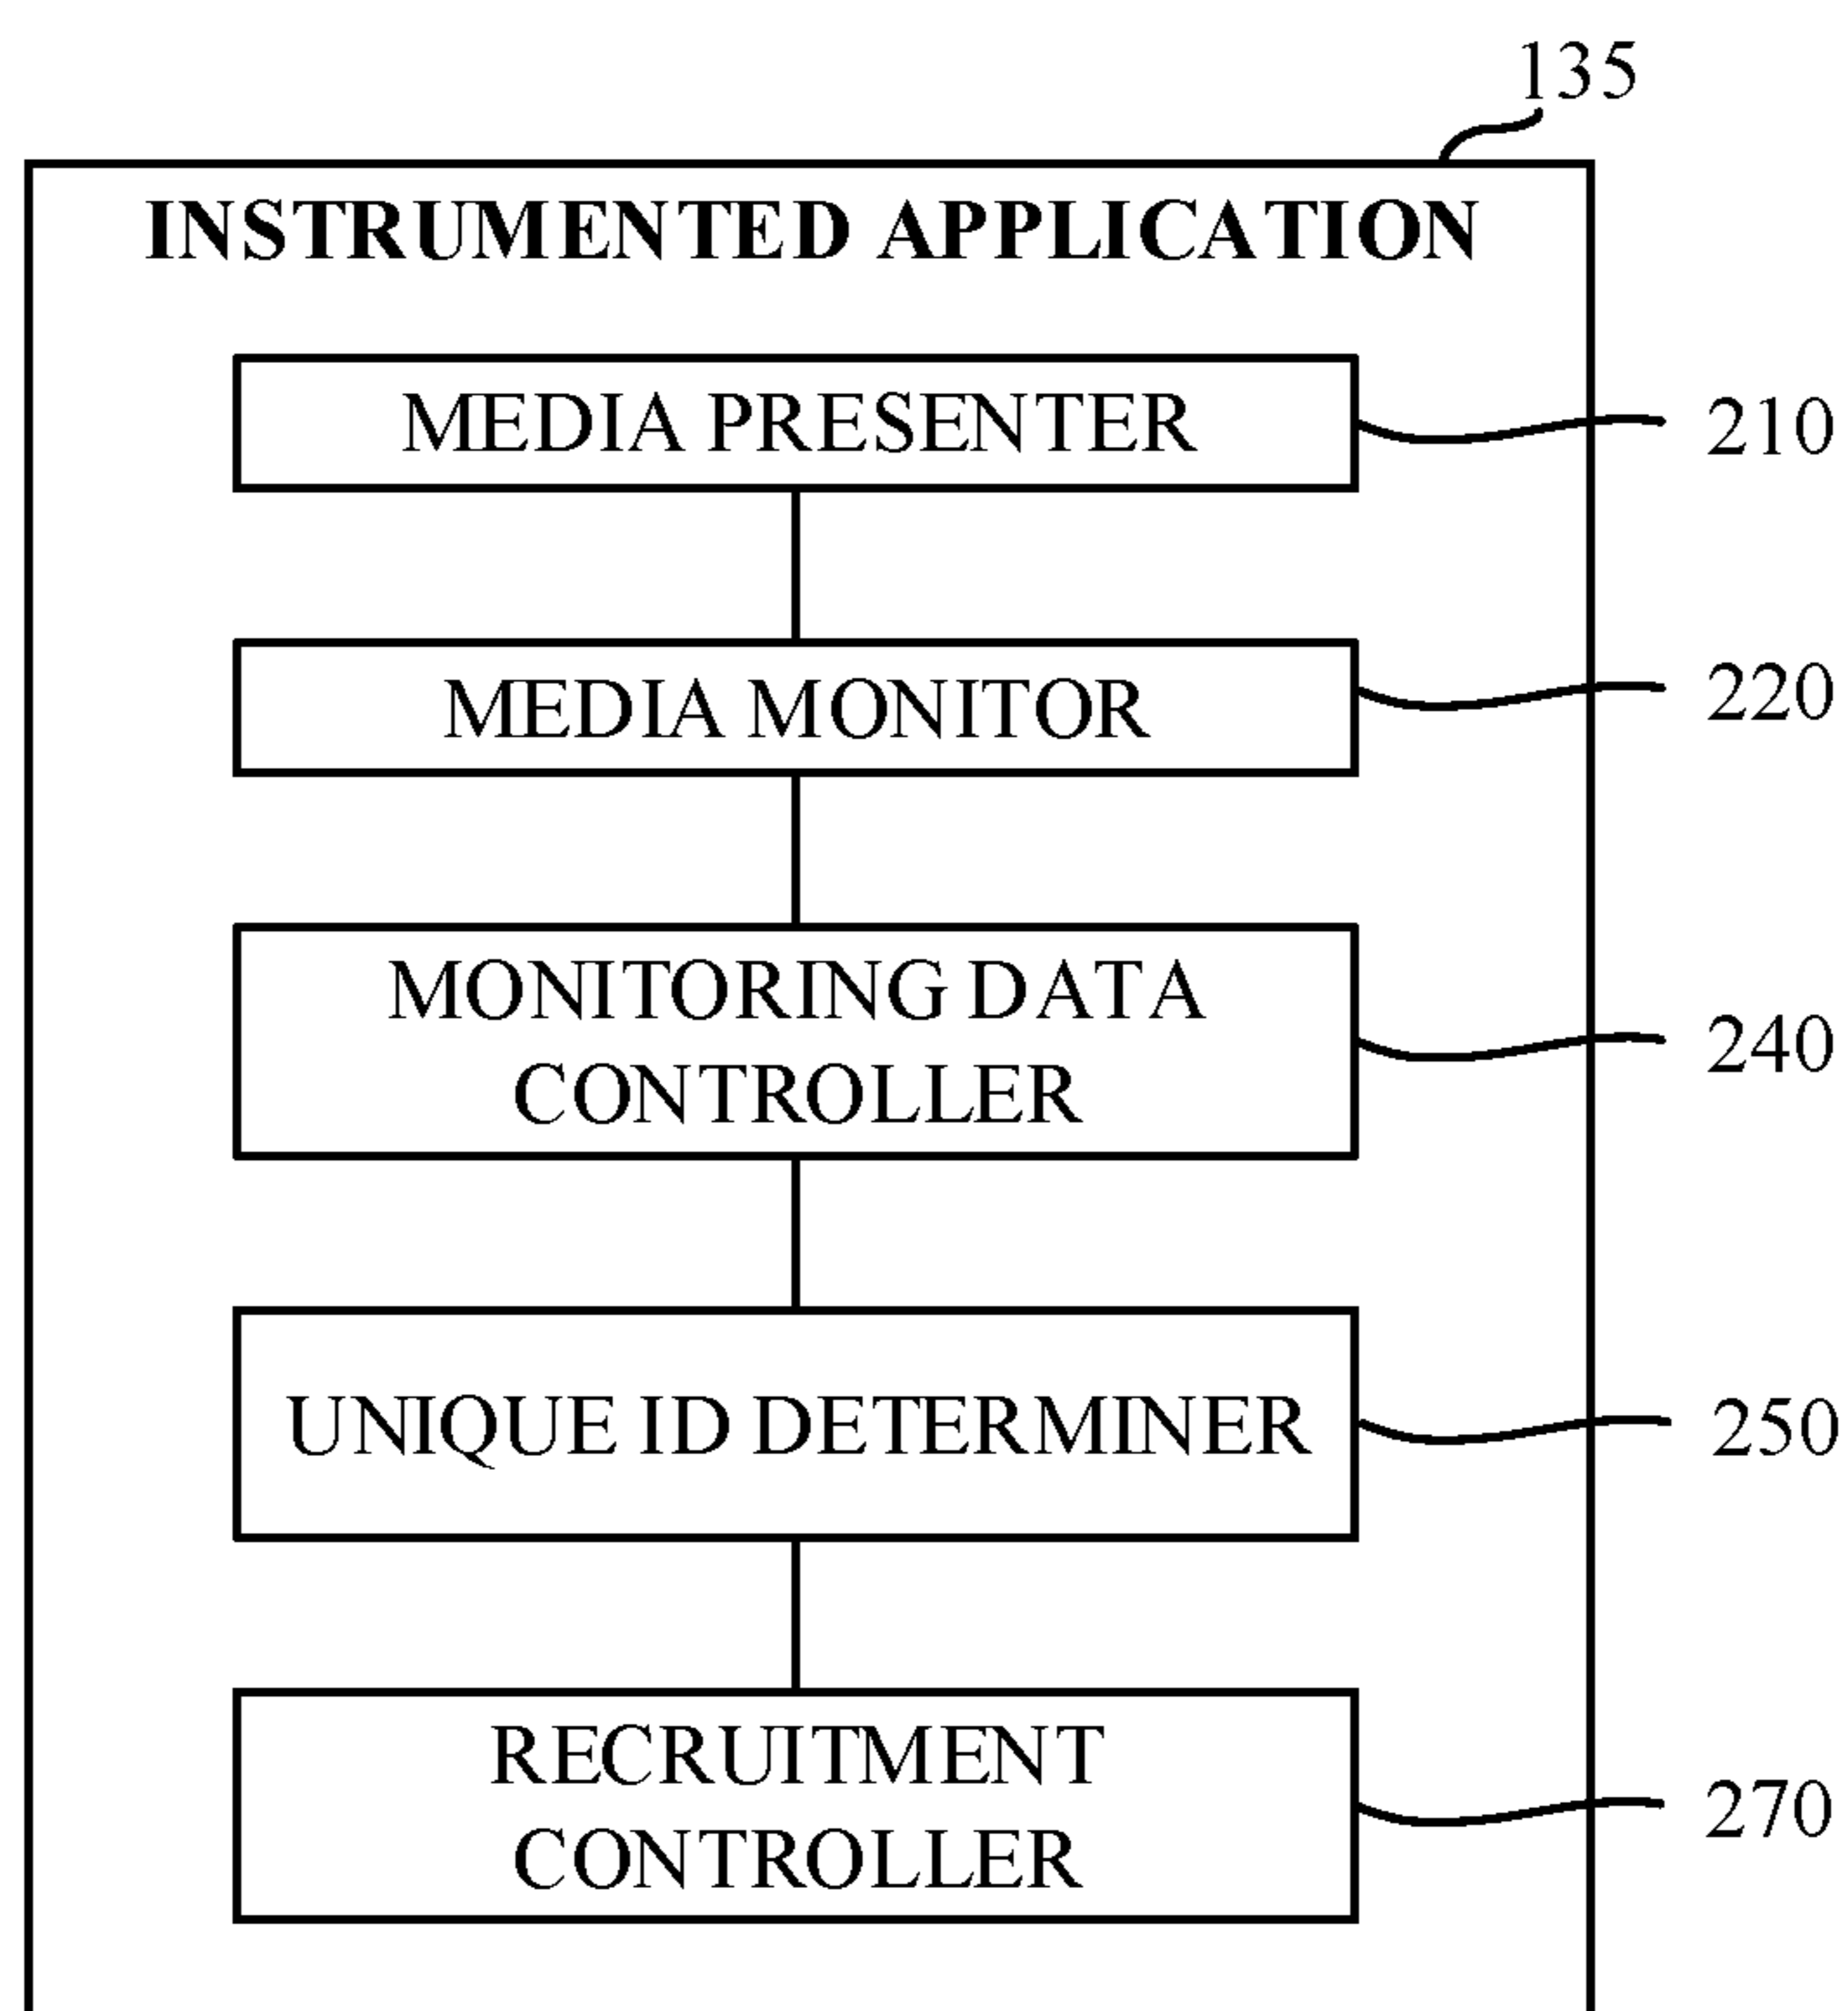 135
INSTRUMENTED APPLICATION
MEDIA PRESENTER
210
MEDIA MONITOR
220
MONITORING DATA
CONTROLLER
240
UNIQUE ID DETERMINER
250
RECRUITMENT
CONTROLLER
270